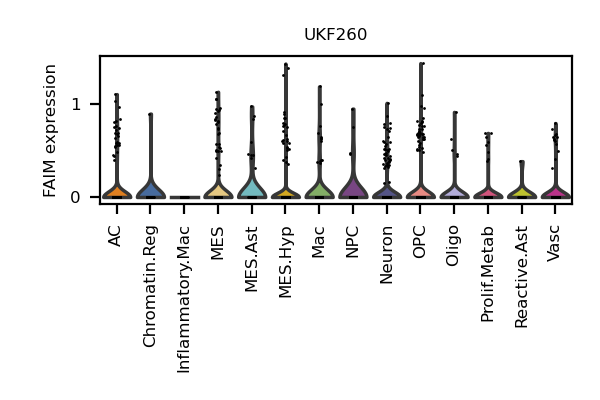 UKF260
FAIM expression
1
0
AC
Chromatin.Reg
Inflammatory.Mac
MES
MES.Ast
MES.Hyp
Mac
NPC
Neuron
OPC
Oligo
Prolif.Metab
Reactive.Ast
Vasc